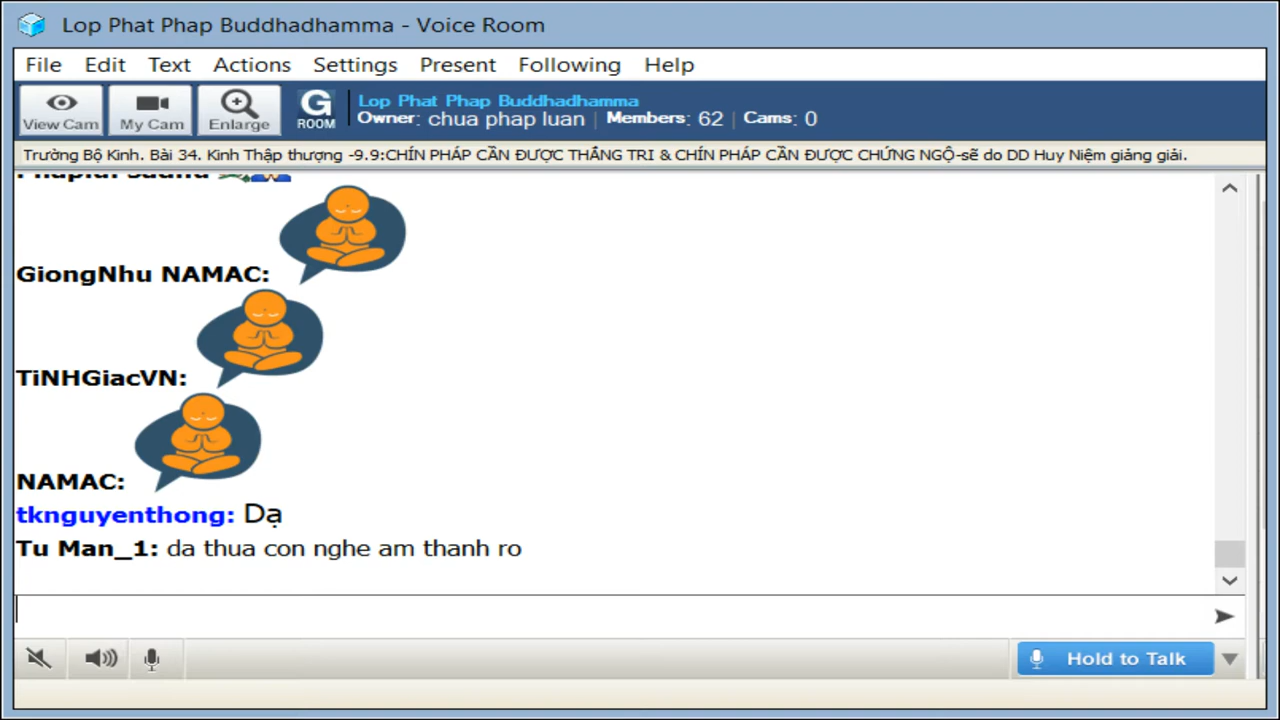 Lop Phat Phap Buddhadhamma - Voice Room
File Edit Text Actions Settings Present Following Help
View Cam My Cam Enlarge G ROOM
Lop Phat Phap Buddhadhamma
Owner: chua phap luan | Members: 62 | Cams: 0
Trường Bộ Kinh. Bài 34. Kinh Thập thượng -9.9:CHÍN PHÁP CẦN ĐƯỢC THẮNG TRI & CHÍN PHÁP CẦN ĐƯỢC CHỨNG NGỘ-sẽ do DD Huy Niệm giảng giải.
GiongNhu NAMAC:
TiNHGiacVN:
NAMAC:
tknguyenthong: Dạ
Tu Man_1: da thua con nghe am thanh ro
Hold to Talk